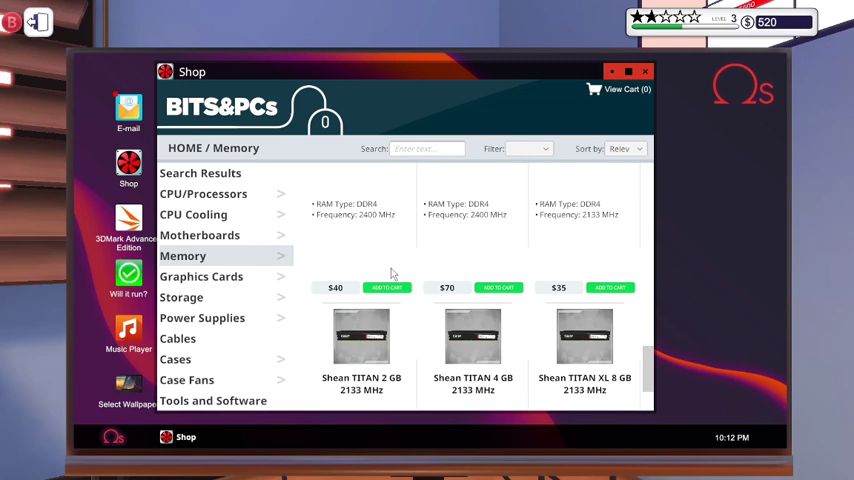 B
LEVEL 3
$ 520
Shop
BITS&PCs
0
View Cart (0)
HOME / Memory
Search: Enter text...
Filter:
Sort by: Relev
E-mail
Shop
3DMark Advance
Edition
Will it run?
Music Player
Select Wallpape
Search Results
CPU/Processors >
CPU Cooling >
Motherboards >
Memory >
Graphics Cards >
Storage >
Power Supplies >
Cables
Cases >
Case Fans >
Tools and Software
• RAM Type: DDR4
• Frequency: 2400 MHz
• RAM Type: DDR4
• Frequency: 2400 MHz
• RAM Type: DDR4
• Frequency: 2133 MHz
$40 ADD TO CART
$70 ADD TO CART
$35 ADD TO CART
Shean TITAN 2 GB
2133 MHz
Shean TITAN 4 GB
2133 MHz
Shean TITAN XL 8 GB
2133 MHz
Ωs
Ωs
Shop
10:12 PM